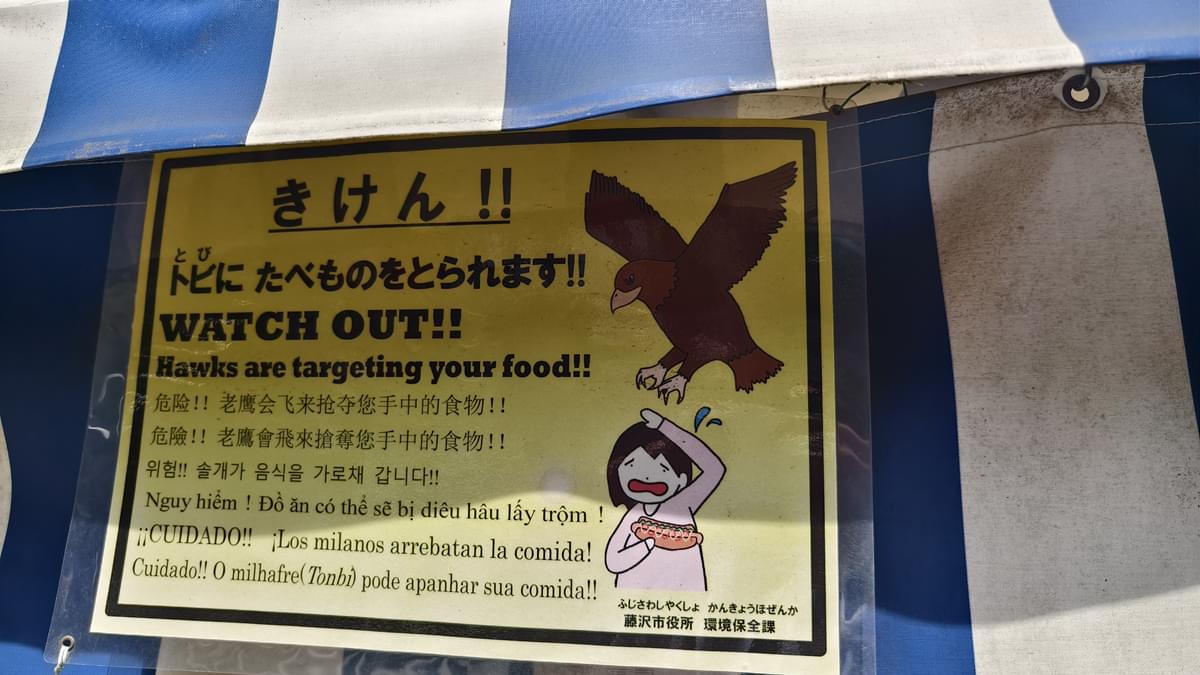 きけん!!
とび
トビに たべものをとられます!!
WATCH OUT!!
Hawks are targeting your food!!
危险!! 老鹰会飞来抢夺您手中的食物!!
危險!! 老鷹會飛來搶奪您手中的食物!!
위험!! 솔개가 음식을 가로채 갑니다!!
Nguy hiểm ! Đồ ăn có thể sẽ bị diêu hâu lấy trộm !
¡¡CUIDADO!! ¡Los milanos arrebatan la comida!
Cuidado!! O milhafre(Tonbi) pode apanhar sua comida!!
ふじさわしやくしょ かんきょうほぜんか
藤沢市役所 環境保全課